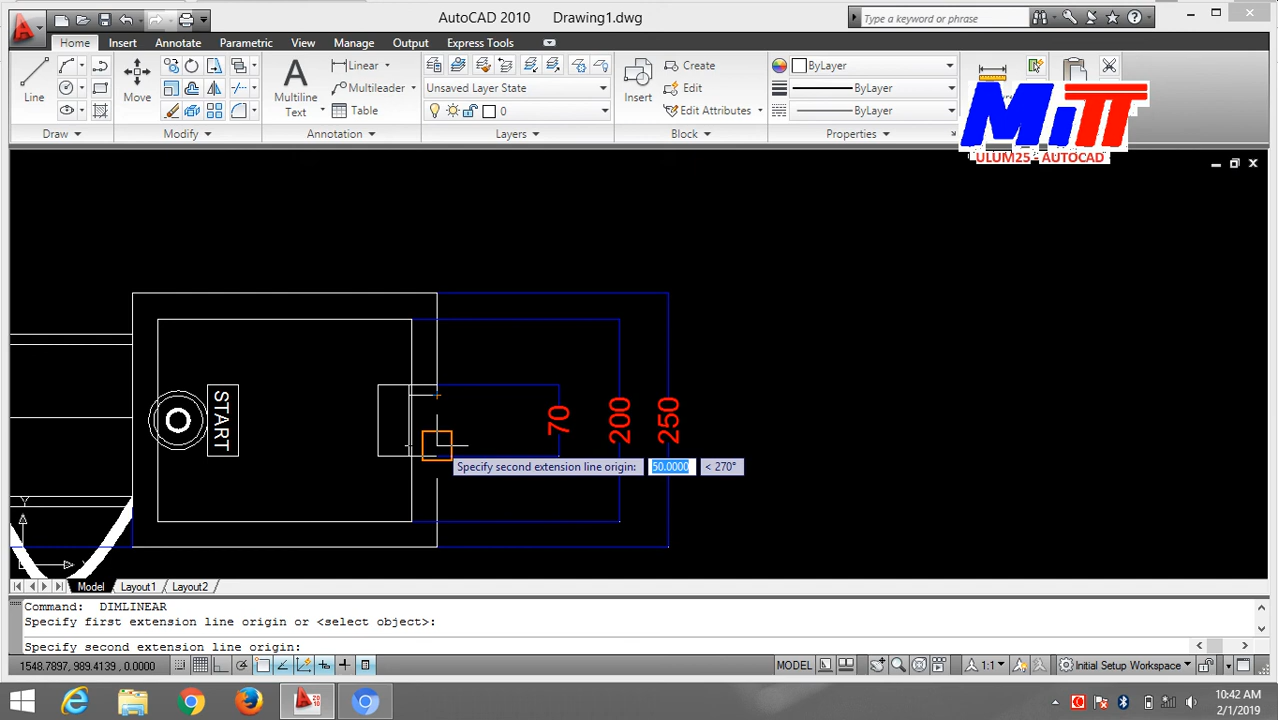 AutoCAD 2010 Drawing1.dwg
Type a keyword or phrase
Home Insert Annotate Parametric View Manage Output Express Tools
Line
Move
Multiline
Text
Linear
Multileader
Table
Unsaved Layer State
0
Insert
Create
Edit
Edit Attributes
ByLayer
ByLayer
ByLayer
Draw Modify Annotation Layers Block Properties
MiTT
ULUM25 - AUTOCAD
START
70
200
250
Specify second extension line origin: 50.0000 < 270°
Y
Model Layout1 Layout2
Command: DIMLINEAR
Specify first extension line origin or <select object>:
Specify second extension line origin:
1548.7897, 989.4139, 0.0000
MODEL
1:1
Initial Setup Workspace
10:42 AM
2/1/2019